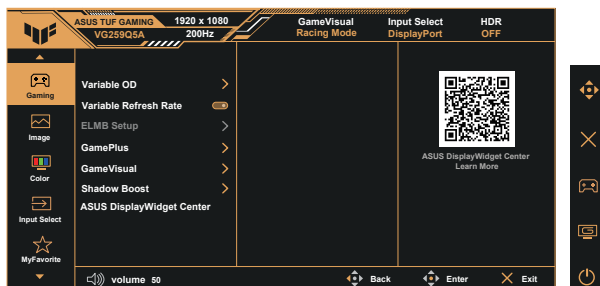 ASUS TUF GAMING 1920 x 1080
VG259Q5A 200Hz
GameVisual Input Select HDR
Racing Mode DisplayPort OFF
Gaming
Image
Color
Input Select
MyFavorite
Variable OD
Variable Refresh Rate
ELMB Setup
GamePlus
GameVisual
Shadow Boost
ASUS DisplayWidget Center
ASUS DisplayWidget Center
Learn More
volume 50
Back Enter Exit